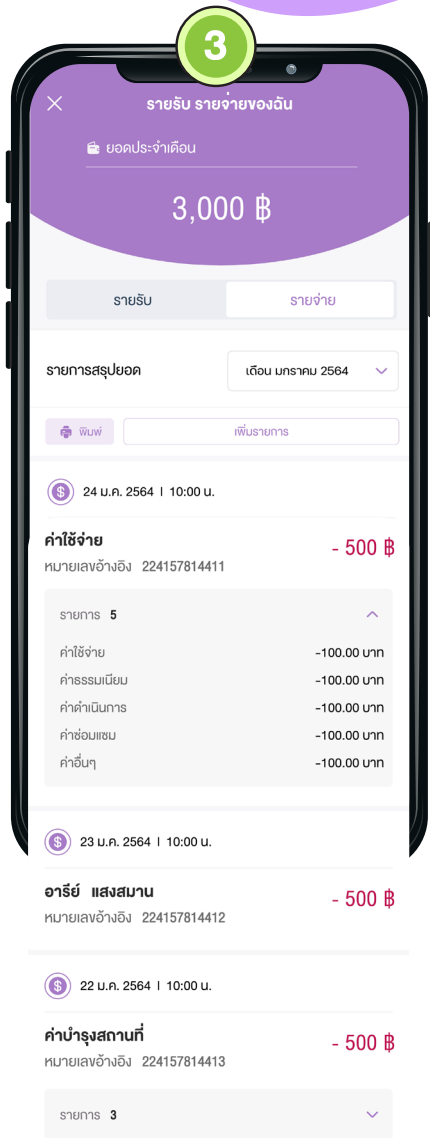 3
รายรับ รายจ่ายของฉัน
ยอดประจำเดือน
3,000 ฿
รายรับ รายจ่าย
รายการสรุปยอด เดือน มกราคม 2564
พิมพ์ เพิ่มรายการ
24 ม.ค. 2564 | 10:00 น.
ค่าใช้จ่าย - 500 ฿
หมายเลขอ้างอิง 224157814411
รายการ 5
ค่าใช้จ่าย -100.00 บาท
ค่าธรรมเนียม -100.00 บาท
ค่าดำเนินการ -100.00 บาท
ค่าซ่อมแซม -100.00 บาท
ค่าอื่นๆ -100.00 บาท
23 ม.ค. 2564 | 10:00 น.
อารีย์ แสงสมาน - 500 ฿
หมายเลขอ้างอิง 224157814412
22 ม.ค. 2564 | 10:00 น.
ค่าบำรุงสถานที่ - 500 ฿
หมายเลขอ้างอิง 224157814413
รายการ 3